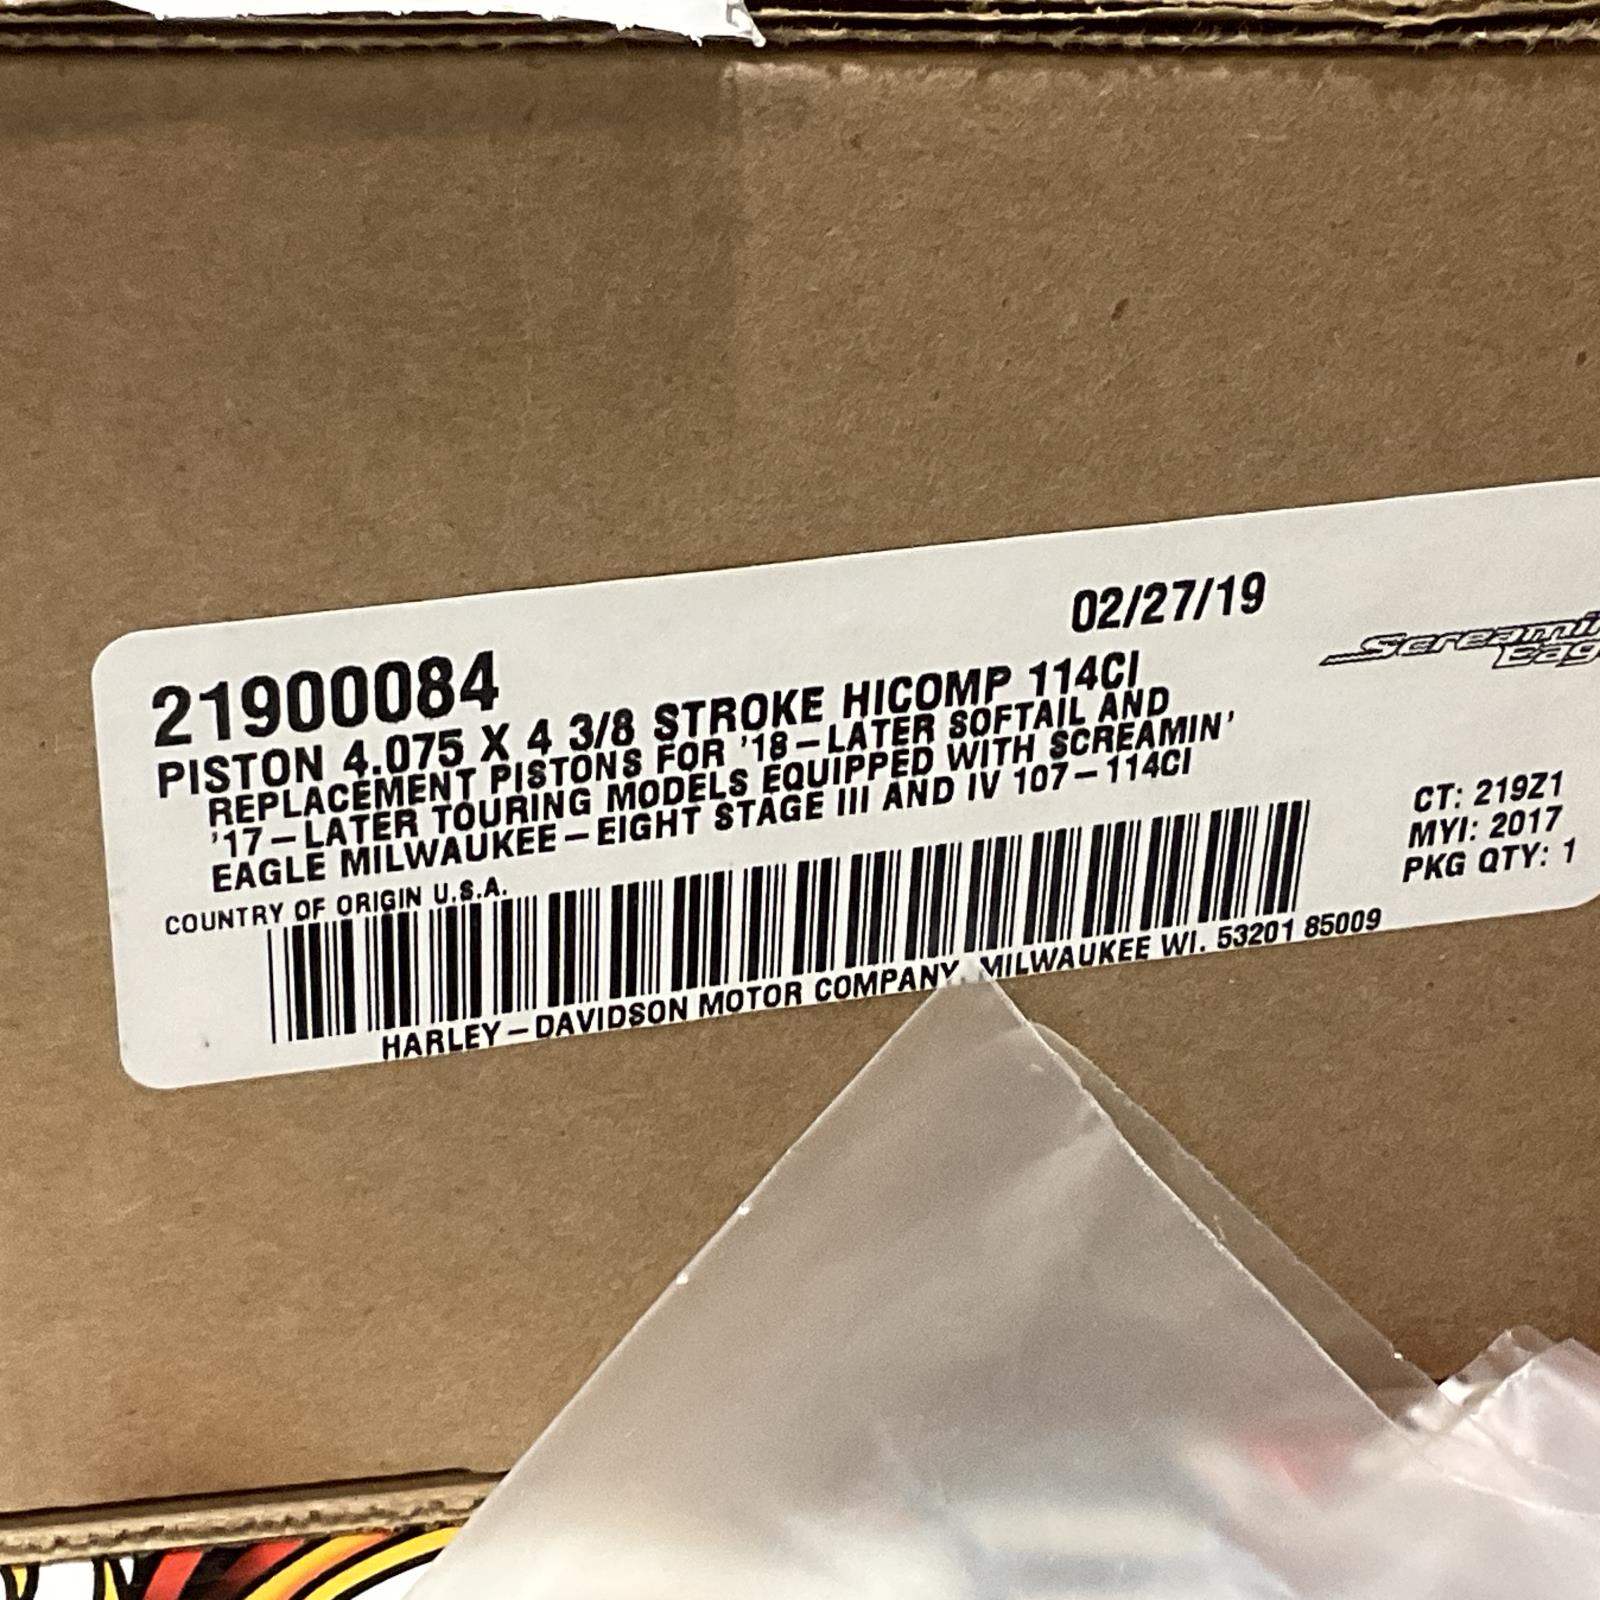 02/27/19
Screamin
Eag
21900084
PISTON 4.075 X 4 3/8 STROKE HICOMP 114CI
REPLACEMENT PISTONS FOR '18-LATER SOFTAIL AND
'17-LATER TOURING MODELS EQUIPPED WITH SCREAMIN'
EAGLE MILWAUKEE-EIGHT STAGE III AND IV 107-114CI
CT: 219Z1
MYI: 2017
PKG QTY: 1
COUNTRY OF ORIGIN U.S.A.
HARLEY-DAVIDSON MOTOR COMPANY, MILWAUKEE WI. 53201 85009